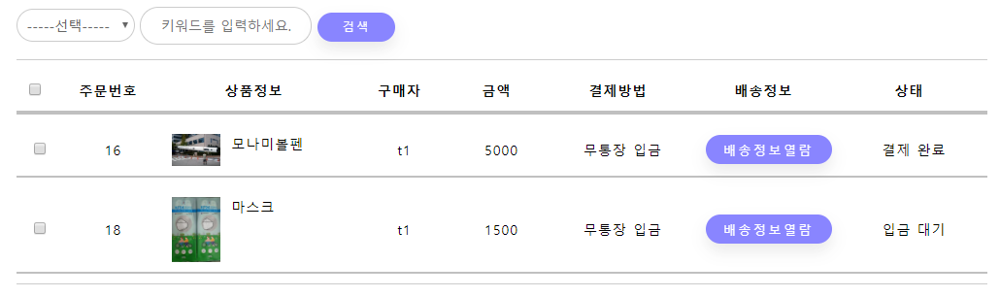 -----선택----- 키워드를 입력하세요. 검색
주문번호 상품정보 구매자 금액 결제방법 배송정보 상태
16 모나미볼펜 t1 5000 무통장 입금 배송정보열람 결제 완료
18 마스크 t1 1500 무통장 입금 배송정보열람 입금 대기